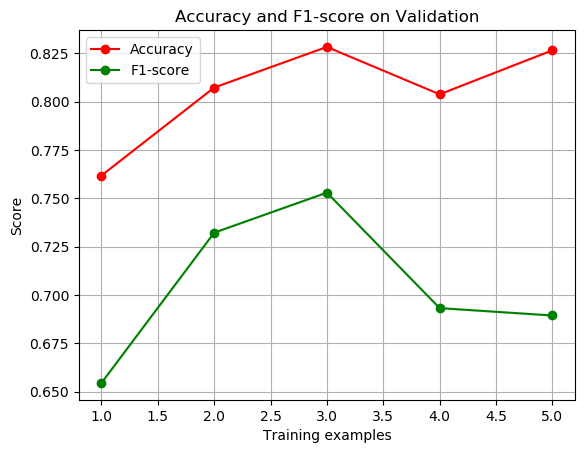 Accuracy and F1-score on Validation
Accuracy
F1-score
0.825
0.800
0.775
0.750
0.725
0.700
0.675
0.650
Score
1.0 1.5 2.0 2.5 3.0 3.5 4.0 4.5 5.0
Training examples